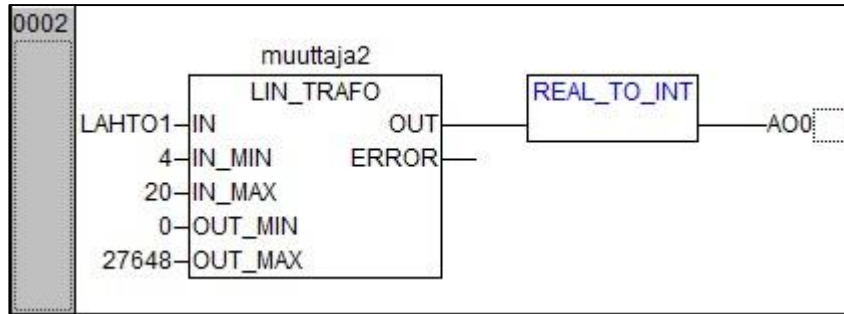 0002
muuttaja2
LIN_TRAFO REAL_TO_INT
LAHTO1 IN OUT AO0
4 IN_MIN ERROR
20 IN_MAX
0 OUT_MIN
27648 OUT_MAX